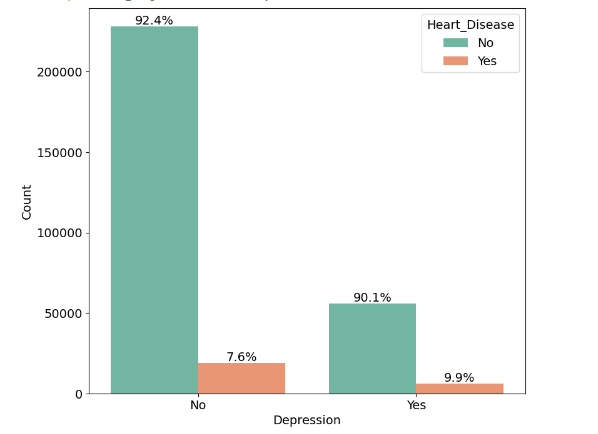 92.4%
Heart_Disease
No
Yes
200000
150000
100000
50000
0
Count
90.1%
7.6%
9.9%
No
Yes
Depression